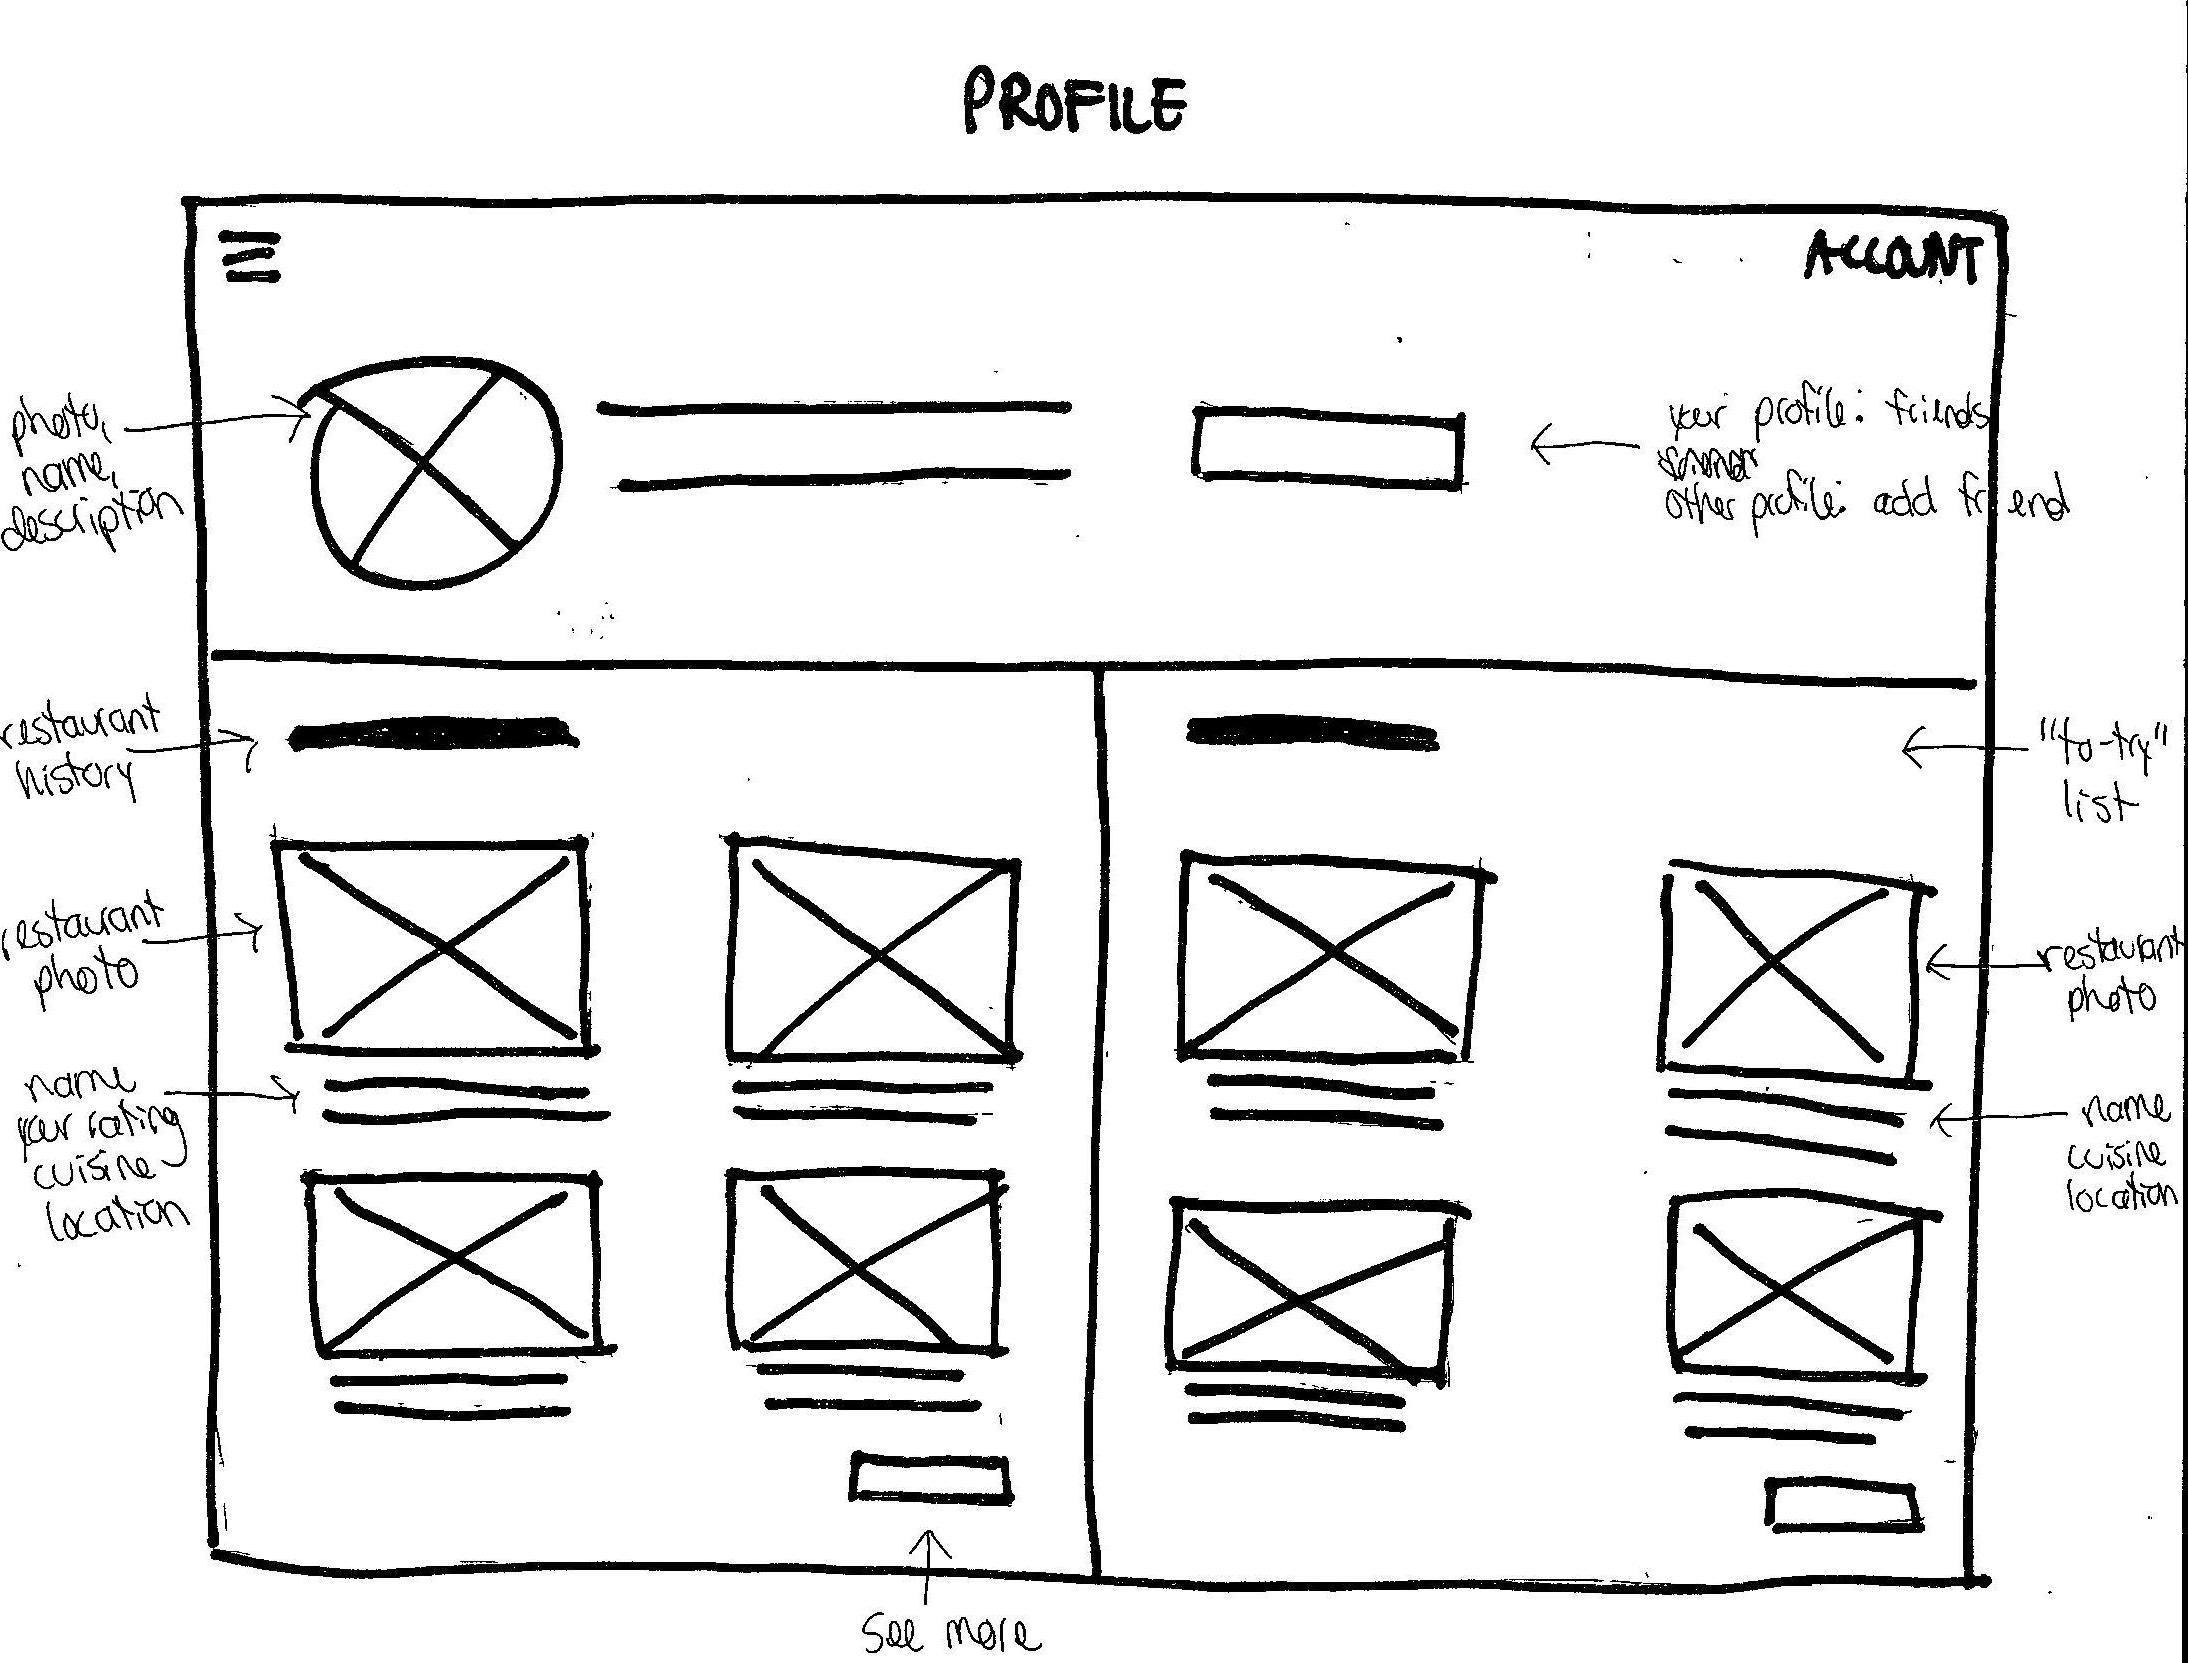 PROFILE
ACCOUNT
photo,
name,
description
your profile: friends
other profile: add friend
restaurant
history
"to-try"
list
restaurant
photo
restaurant
photo
name
your rating
cuisine
location
name
cuisine
location
See more